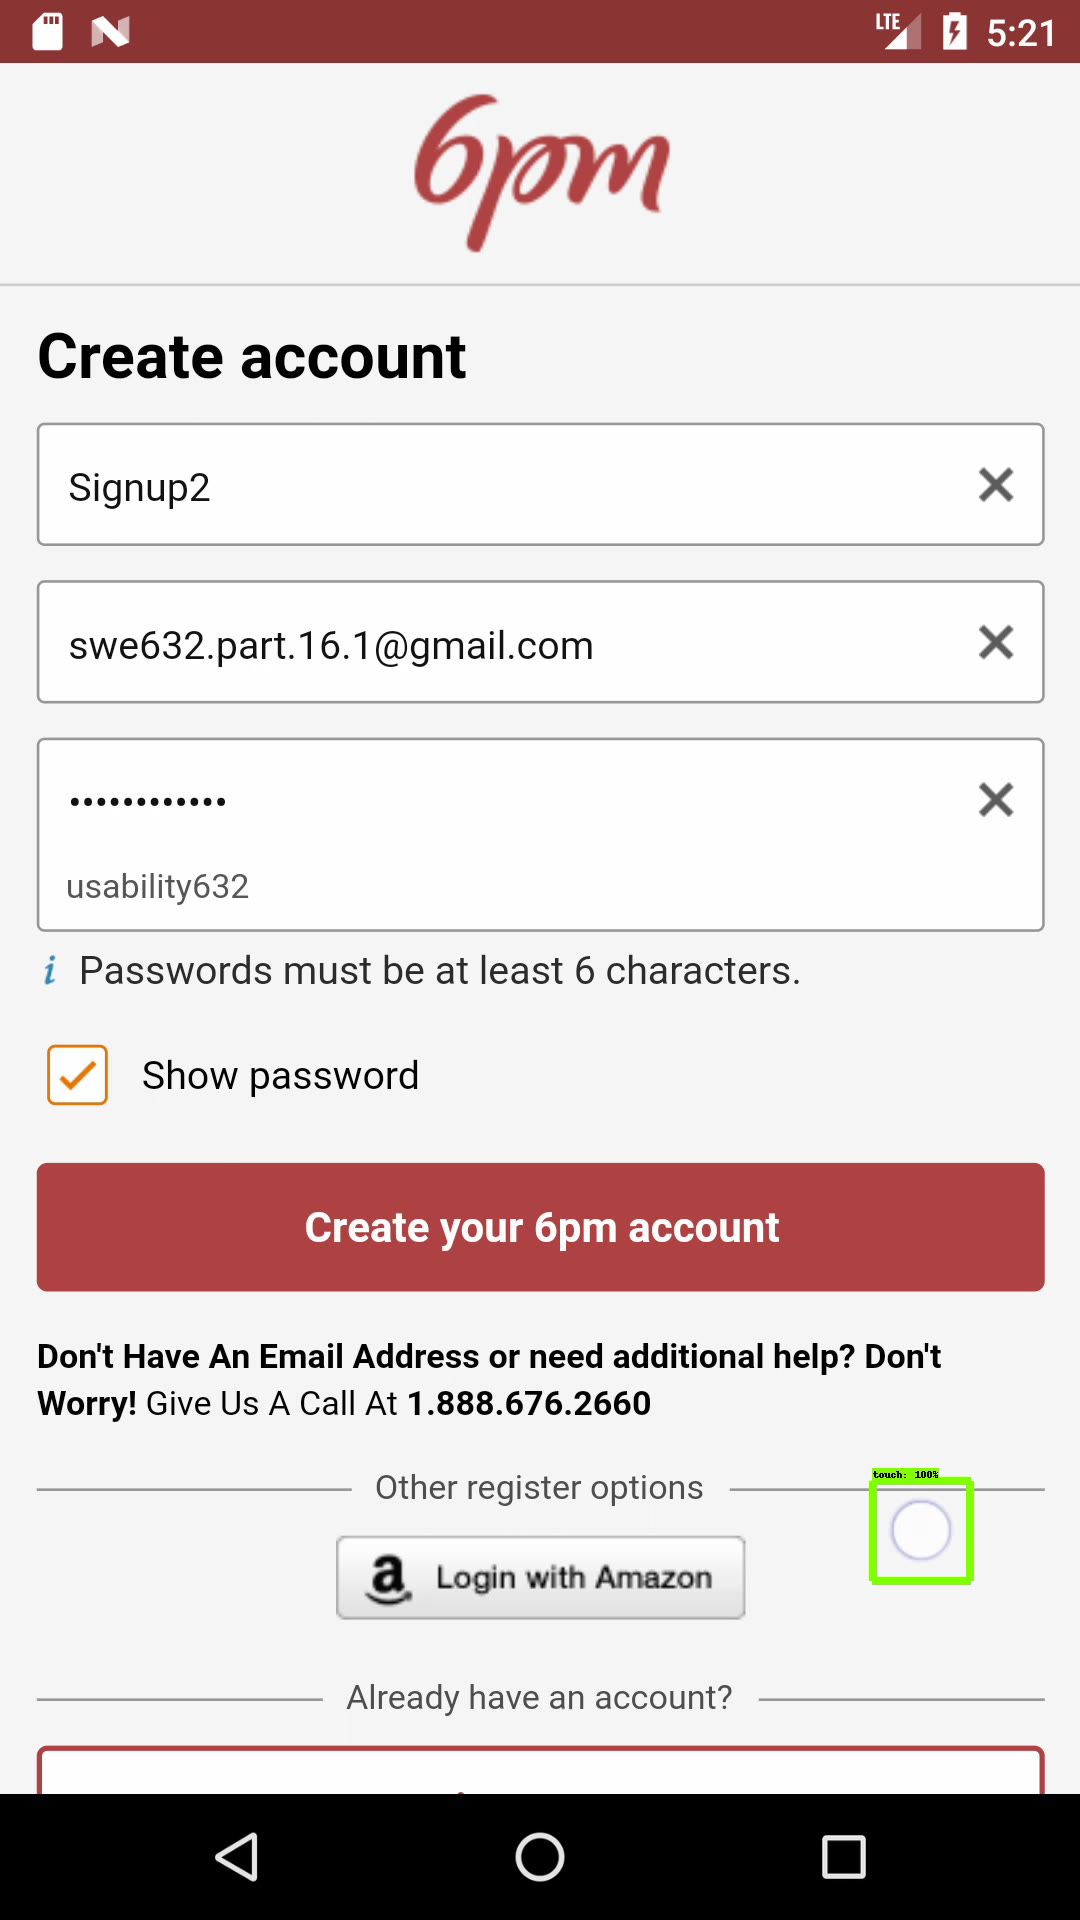 LTE 5:21
6pm
Create account
Signup2
swe632.part.16.1@gmail.com
••••••••••••
usability632
i Passwords must be at least 6 characters.
Show password
Create your 6pm account
Don't Have An Email Address or need additional help? Don't
Worry! Give Us A Call At 1.888.676.2660
touch: 100%
Other register options
a Login with Amazon
Already have an account?